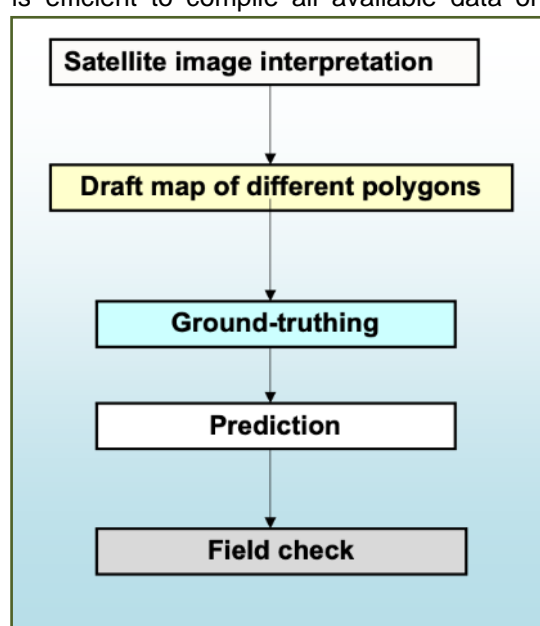 is efficient to compile all available data or
Satellite image interpretation
Draft map of different polygons
Ground-truthing
Prediction
Field check